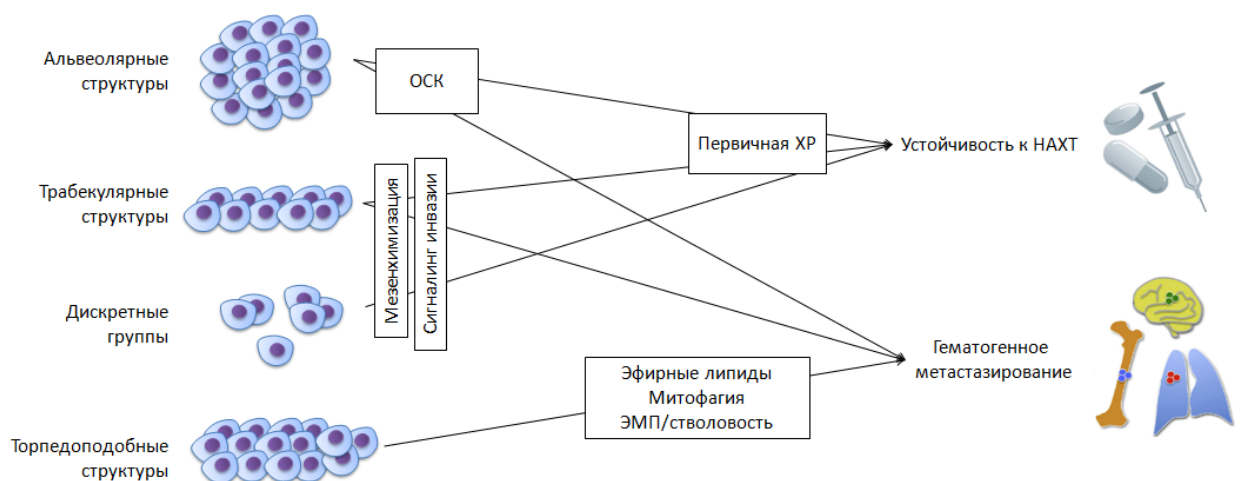 Альвеолярные
структуры
ОСК
Первичная ХР
Устойчивость к НАХТ
Трабекулярные
структуры
Мезенхимизация
Сигналинг инвазии
Дискретные
группы
Гематогенное
метастазирование
Эфирные липиды
Митофагия
ЭМП/стволовость
Торпедоподобные
структуры